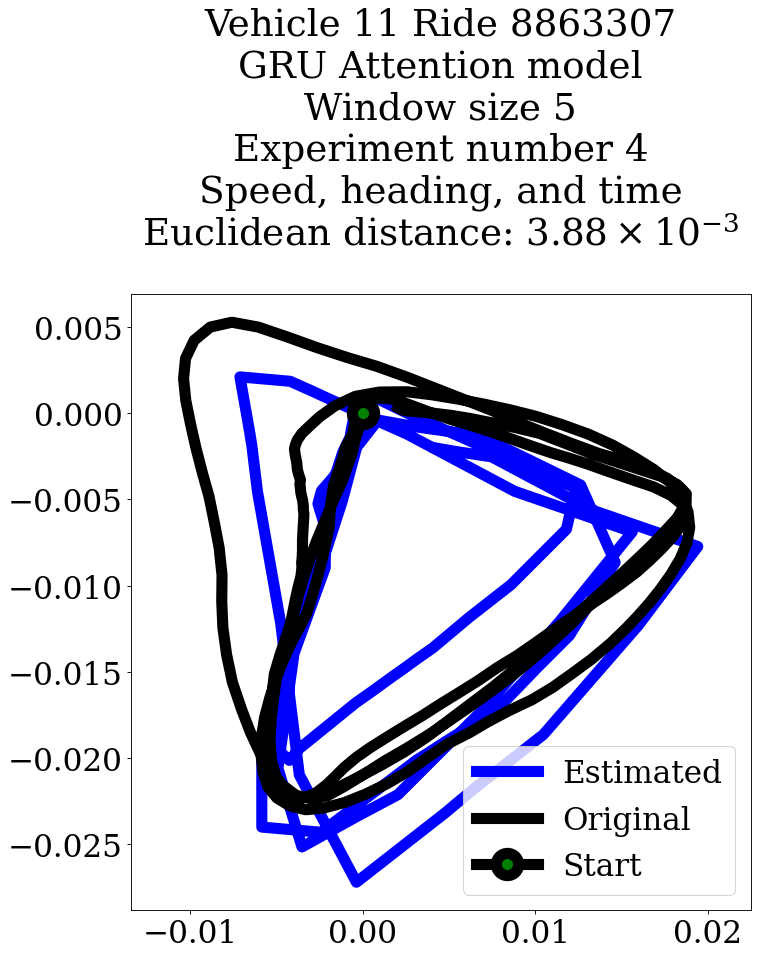 Vehicle 11 Ride 8863307
GRU Attention model
Window size 5
Experiment number 4
Speed, heading, and time
Euclidean distance: 3.88 × 10⁻³
0.005
0.000
−0.005
−0.010
−0.015
−0.020
−0.025
Estimated
Original
Start
−0.01 0.00 0.01 0.02